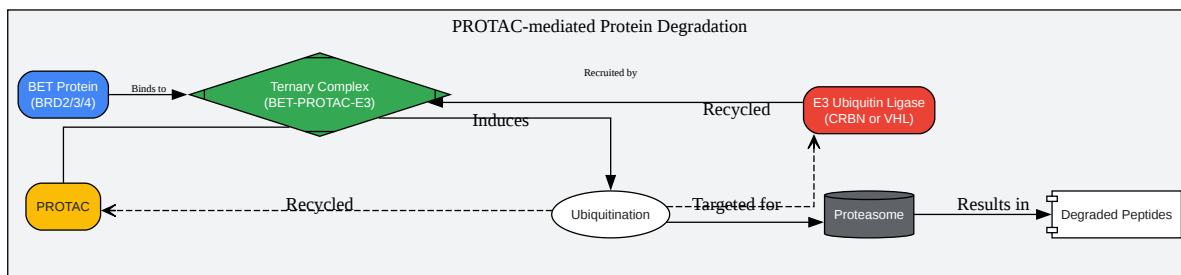 PROTAC-mediated Protein Degradation
BET Protein
(BRD2/3/4)
Binds to
Ternary Complex
(BET-PROTAC-E3)
Recruited by
Recycled
E3 Ubiquitin Ligase
(CRBN or VHL)
Induces
PROTAC
Recycled
Ubiquitination
Targeted for
Proteasome
Results in
Degraded Peptides